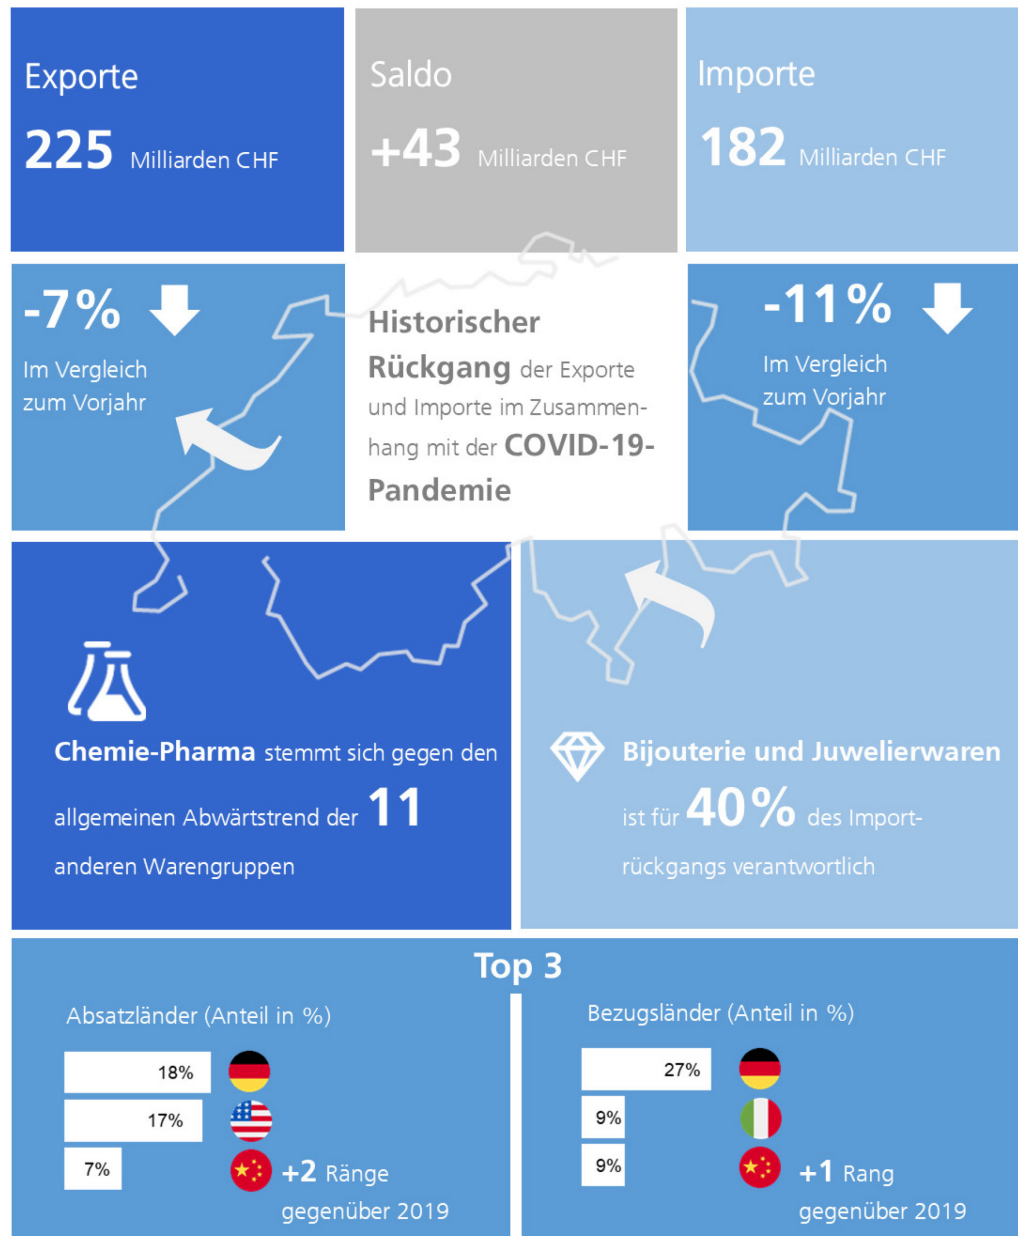 Exporte
225 Milliarden CHF
Saldo
+43 Milliarden CHF
Importe
182 Milliarden CHF
-7%
Im Vergleich
zum Vorjahr
Historischer
Rückgang der Exporte
und Importe im Zusammen-
hang mit der COVID-19-
Pandemie
-11%
Im Vergleich
zum Vorjahr
Chemie-Pharma stemmt sich gegen den
allgemeinen Abwärtstrend der 11
anderen Warengruppen
Bijouterie und Juwelierwaren
ist für 40% des Import-
rückgangs verantwortlich
Top 3
Absatzländer (Anteil in %)
18%
17%
7%
+2 Ränge
gegenüber 2019
Bezugsländer (Anteil in %)
27%
9%
9%
+1 Rang
gegenüber 2019